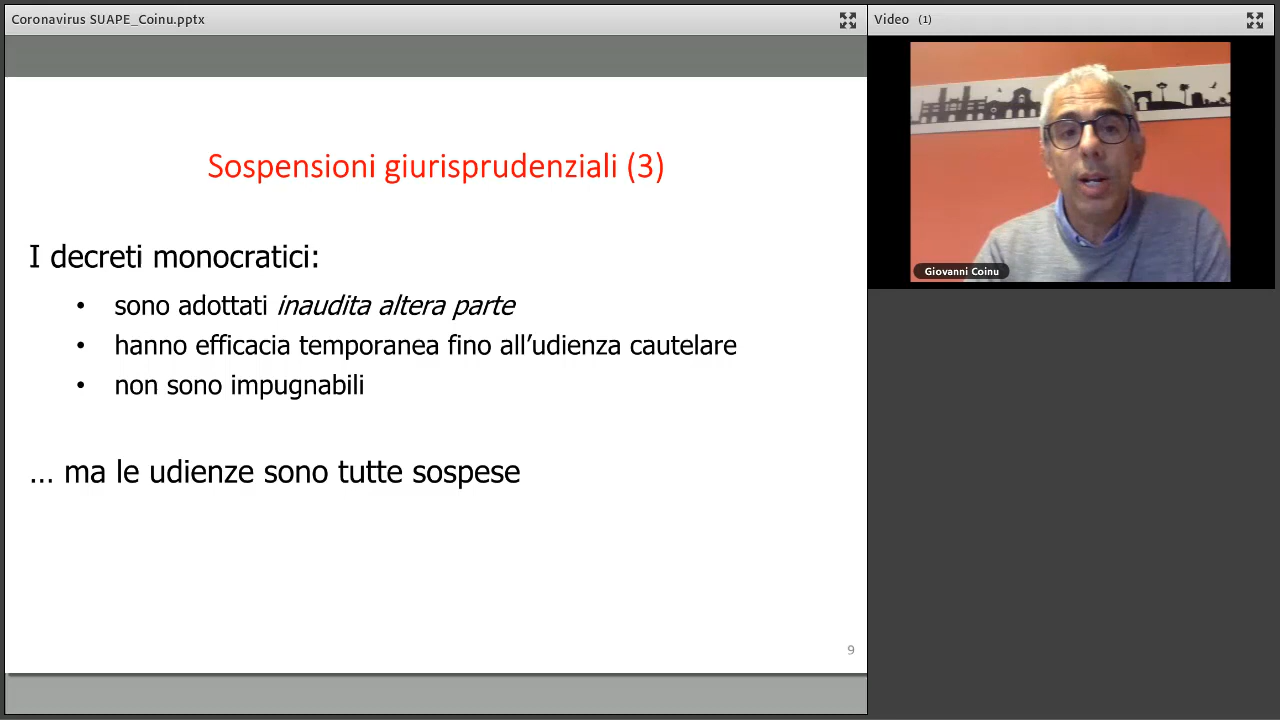 Coronavirus SUAPE_Coinu.pptx
Video (1)
Sospensioni giurisprudenziali (3)
I decreti monocratici:
• sono adottati inaudita altera parte
• hanno efficacia temporanea fino all’udienza cautelare
• non sono impugnabili
... ma le udienze sono tutte sospese
9
Giovanni Coinu